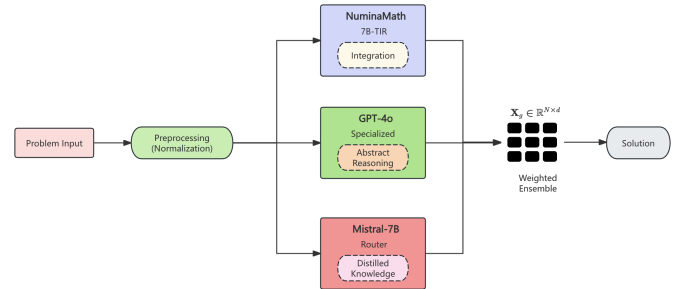 Problem Input
Preprocessing
(Normalization)
NuminaMath
7B-TIR
Integration
GPT-4o
Specialized
Abstract
Reasoning
Mistral-7B
Router
Distilled
Knowledge
𝐗_g ∈ ℝ^{N×d}
Weighted
Ensemble
Solution